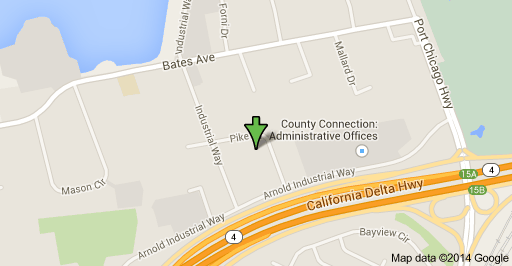 Industrial Way
Forni Dr
Bates Ave
Mallard Dr
Port Chicago Hwy
Industrial Way
Pike
County Connection:
Administrative Offices
Mason Cir
Arnold Industrial Way
15A
4
California Delta Hwy
15B
Arnold Industrial Way
4
Bayview Cir
Map data ©2014 Google